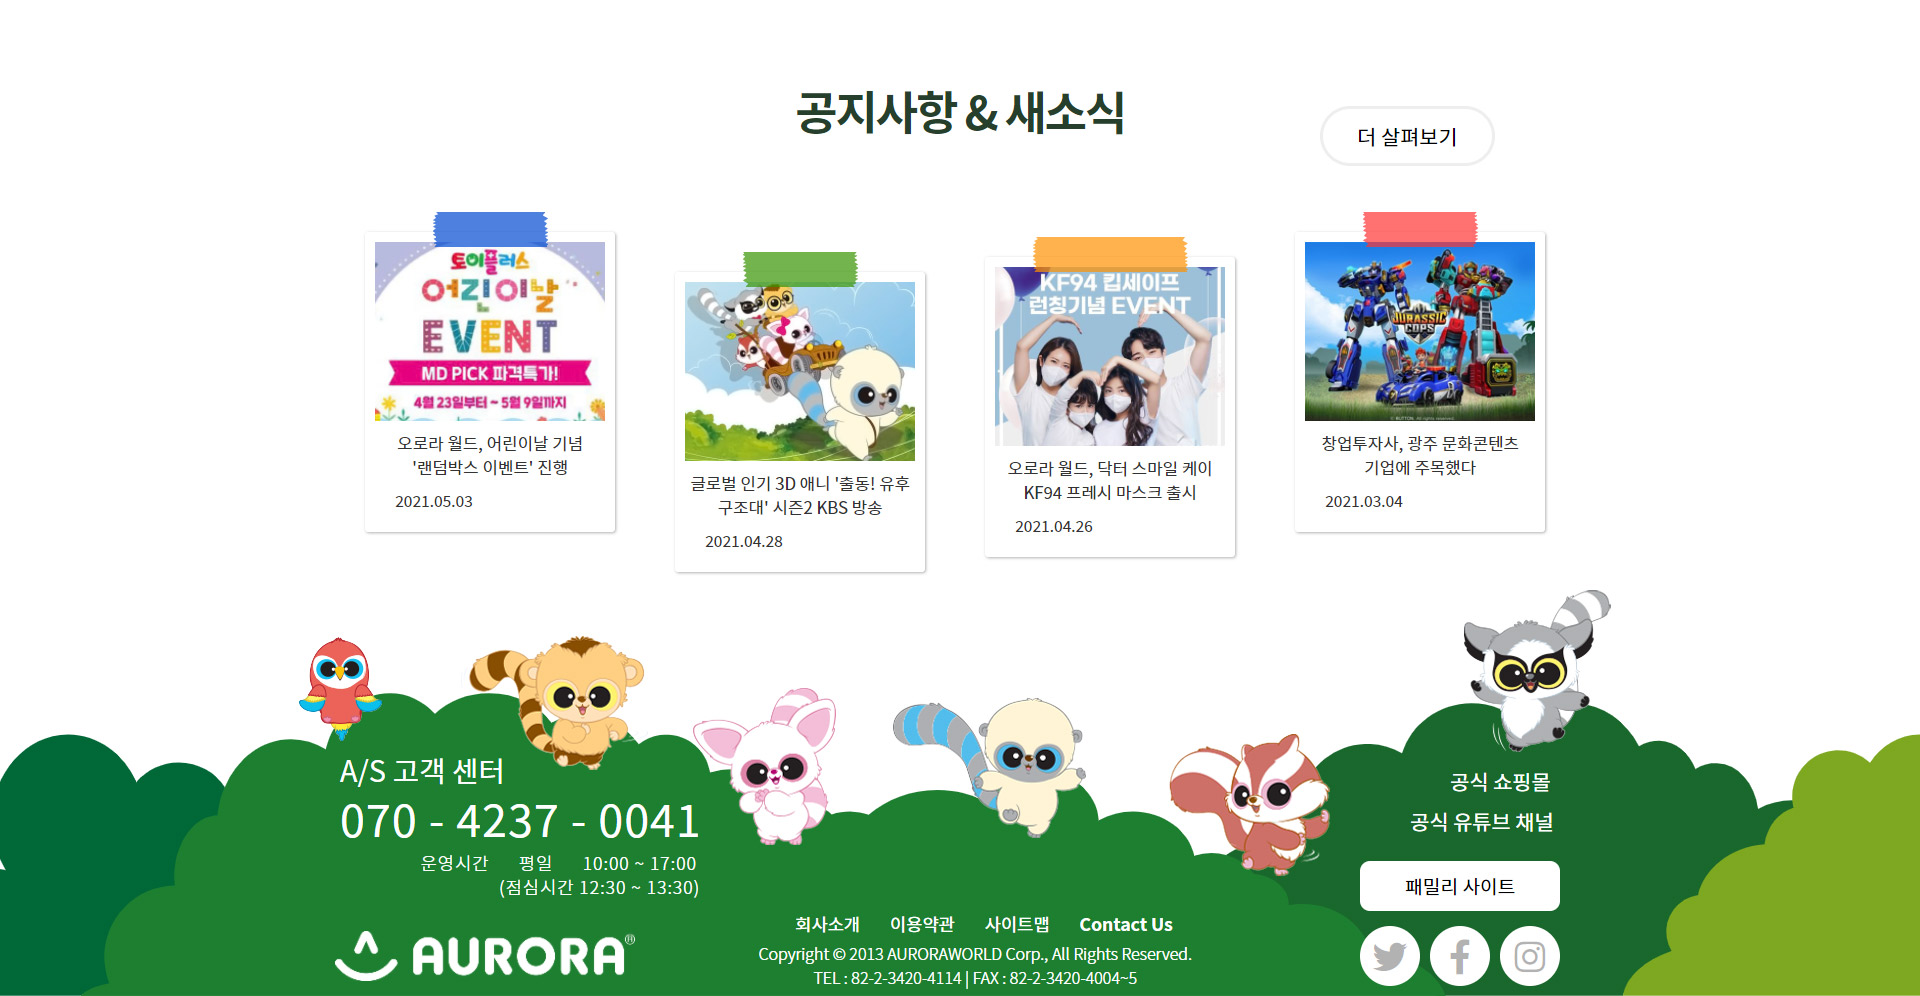 공지사항 & 새소식
더 살펴보기
토이플러스
어린이날
EVENT
MD PICK 파격특가!
4월 23일부터 ~ 5월 9일까지
오로라 월드, 어린이날 기념
'랜덤박스 이벤트' 진행
2021.05.03
글로벌 인기 3D 애니 '출동! 유후
구조대' 시즌2 KBS 방송
2021.04.28
KF94 킵세이프
런칭기념 EVENT
오로라 월드, 닥터 스마일 케이
KF94 프레시 마스크 출시
2021.04.26
JURASSIC
COPS
창업투자사, 광주 문화콘텐츠
기업에 주목했다
2021.03.04
A/S 고객 센터
070 - 4237 - 0041
운영시간 평일 10:00 ~ 17:00
(점심시간 12:30 ~ 13:30)
AURORA®
회사소개 이용약관 사이트맵 Contact Us
Copyright © 2013 AURORAWORLD Corp., All Rights Reserved.
TEL : 82-2-3420-4114 | FAX : 82-2-3420-4004~5
공식 쇼핑몰
공식 유튜브 채널
패밀리 사이트